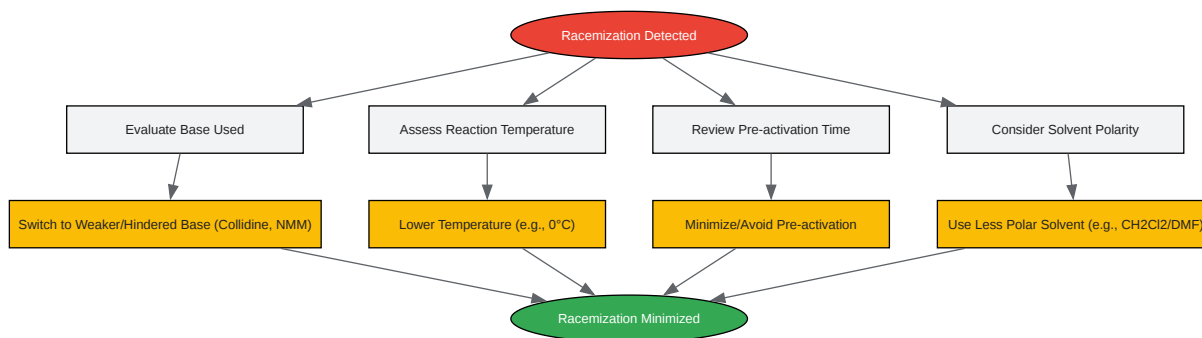 Racemization Detected
Evaluate Base Used
Assess Reaction Temperature
Review Pre-activation Time
Consider Solvent Polarity
Switch to Weaker/Hindered Base (Collidine, NMM)
Lower Temperature (e.g., 0°C)
Minimize/Avoid Pre-activation
Use Less Polar Solvent (e.g., CH2Cl2/DMF)
Racemization Minimized